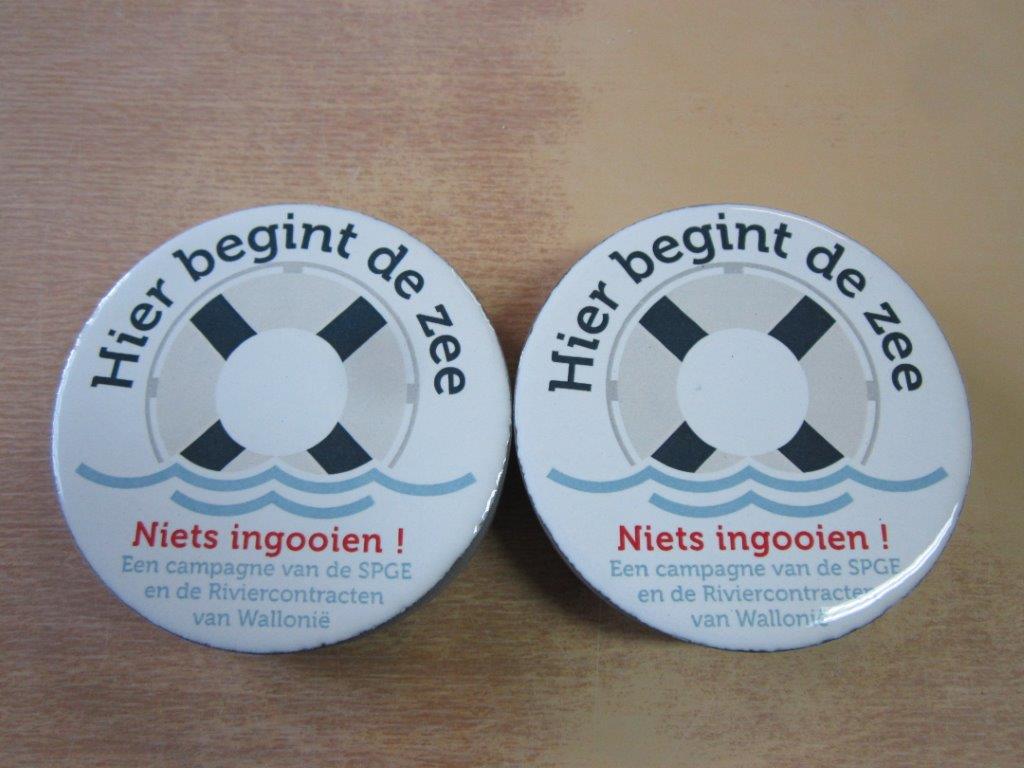 Hier begint de zee
Niets ingooien !
Een campagne van de SPGE
en de Riviercontracten
van Wallonië
Hier begint de zee
Niets ingooien !
Een campagne van de SPGE
en de Riviercontracten
van Wallonië